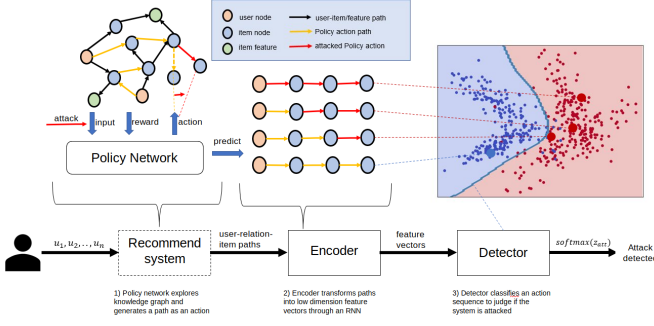 user node
item node
item feature
user-item/feature path
Policy action path
attacked Policy action
attack
input
reward
action
Policy Network
predict
u₁, u₂, .., uₙ
Recommend
system
user-relation-
item paths
Encoder
feature
vectors
Detector
softmax(z_att)
Attack
detected
1) Policy network explores
knowledge graph and
generates a path as an action
2) Encoder transforms paths
into low dimension feature
vectors through an RNN
3) Detector classifies an action
sequence to judge if the
system is attacked